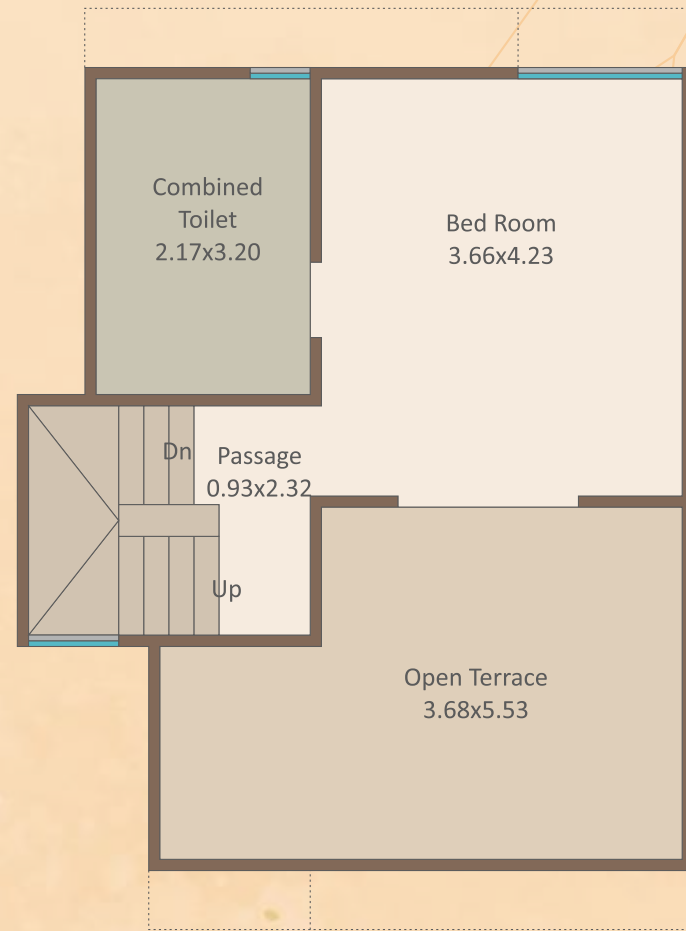 Combined
Toilet
2.17x3.20
Bed Room
3.66x4.23
Dn
Passage
0.93x2.32
Up
Open Terrace
3.68x5.53